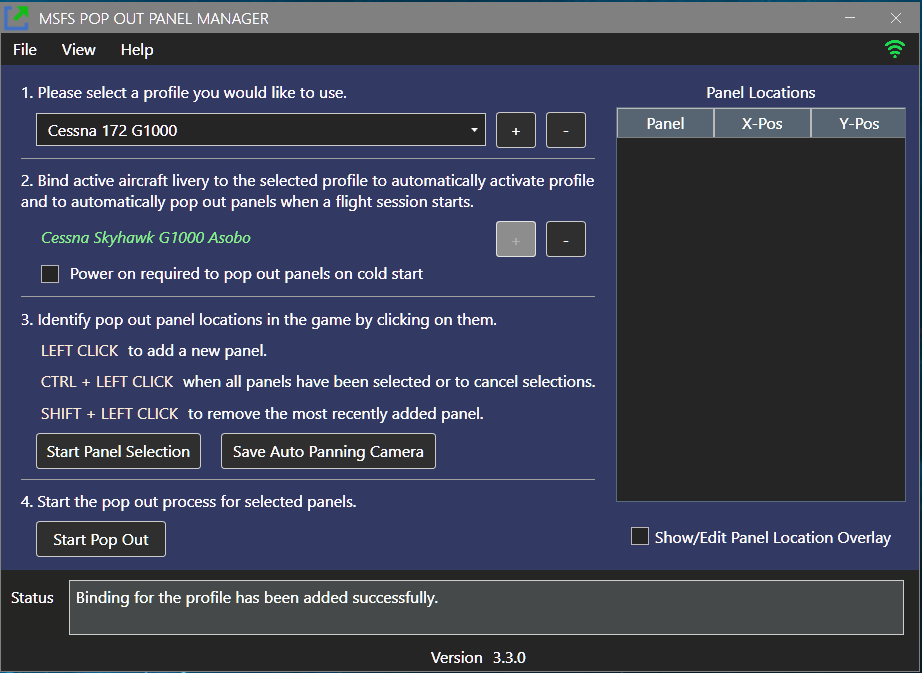 MSFS POP OUT PANEL MANAGER
File View Help
1. Please select a profile you would like to use.
Cessna 172 G1000
+ -
2. Bind active aircraft livery to the selected profile to automatically activate profile
and to automatically pop out panels when a flight session starts.
Cessna Skyhawk G1000 Asobo
+ -
Power on required to pop out panels on cold start
3. Identify pop out panel locations in the game by clicking on them.
LEFT CLICK to add a new panel.
CTRL + LEFT CLICK when all panels have been selected or to cancel selections.
SHIFT + LEFT CLICK to remove the most recently added panel.
Start Panel Selection Save Auto Panning Camera
4. Start the pop out process for selected panels.
Start Pop Out
Panel Locations
Panel X-Pos Y-Pos
Show/Edit Panel Location Overlay
Status Binding for the profile has been added successfully.
Version 3.3.0